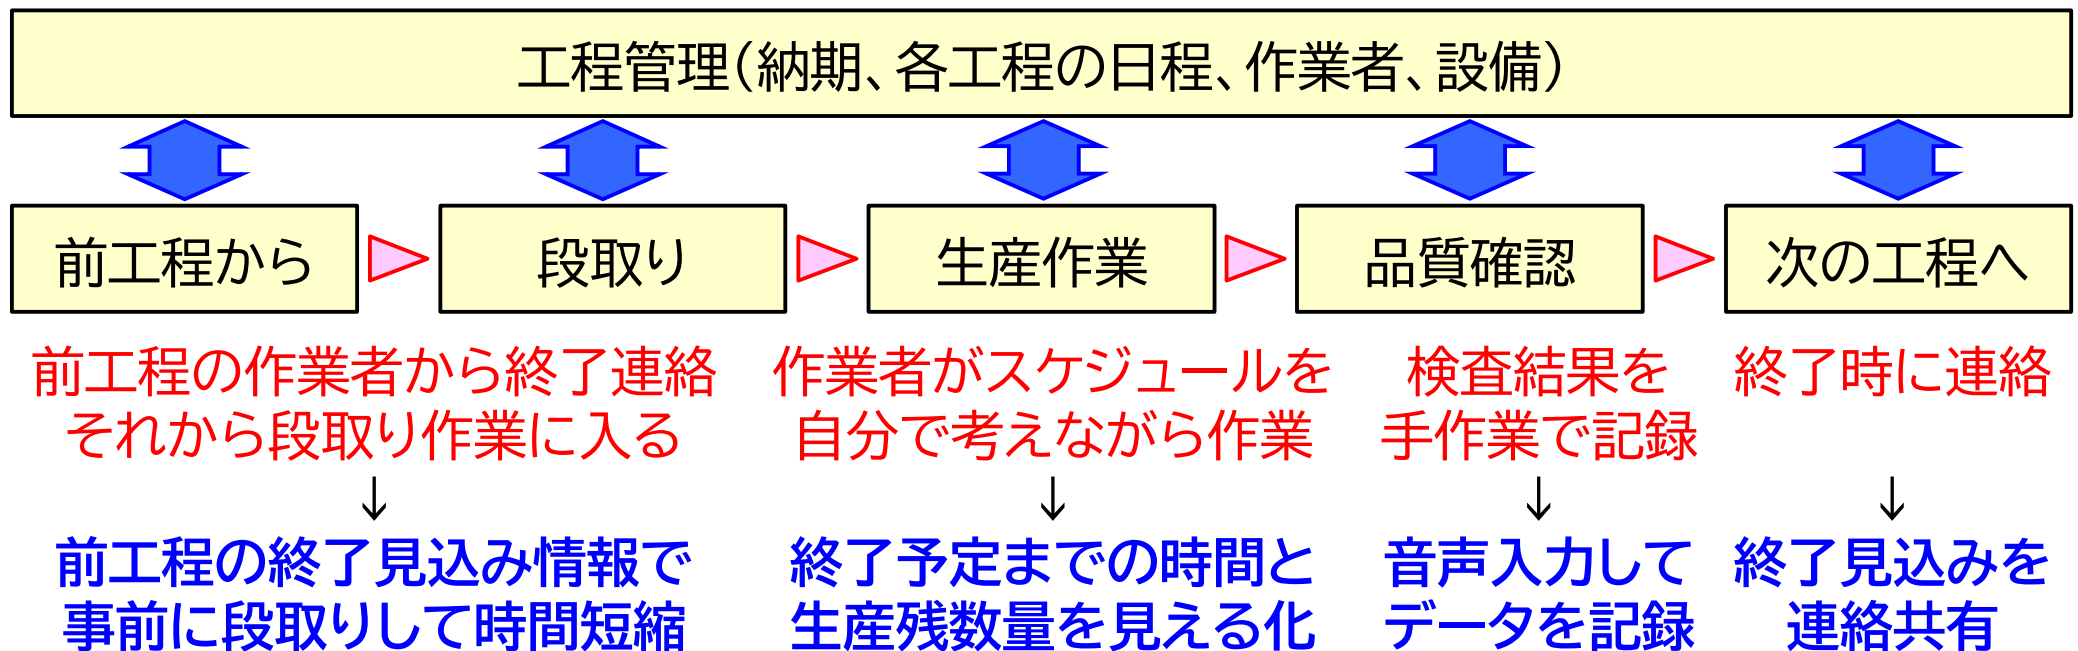 工程管理(納期、各工程の日程、作業者、設備)
前工程から
段取り
生産作業
品質確認
次の工程へ
前工程の作業者から終了連絡
それから段取り作業に入る
↓
前工程の終了見込み情報で
事前に段取りして時間短縮
作業者がスケジュールを
自分で考えながら作業
↓
終了予定までの時間と
生産残数量を見える化
検査結果を
手作業で記録
↓
音声入力して
データを記録
終了時に連絡
↓
終了見込みを
連絡共有